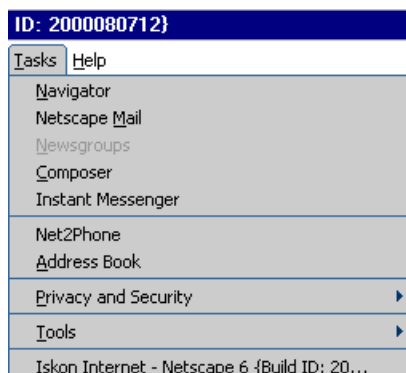 ID: 2000080712}
Tasks Help
Navigator
Netscape Mail
Newsgroups
Composer
Instant Messenger
Net2Phone
Address Book
Privacy and Security
Tools
Iskon Internet - Netscape 6 {Build ID: 20...